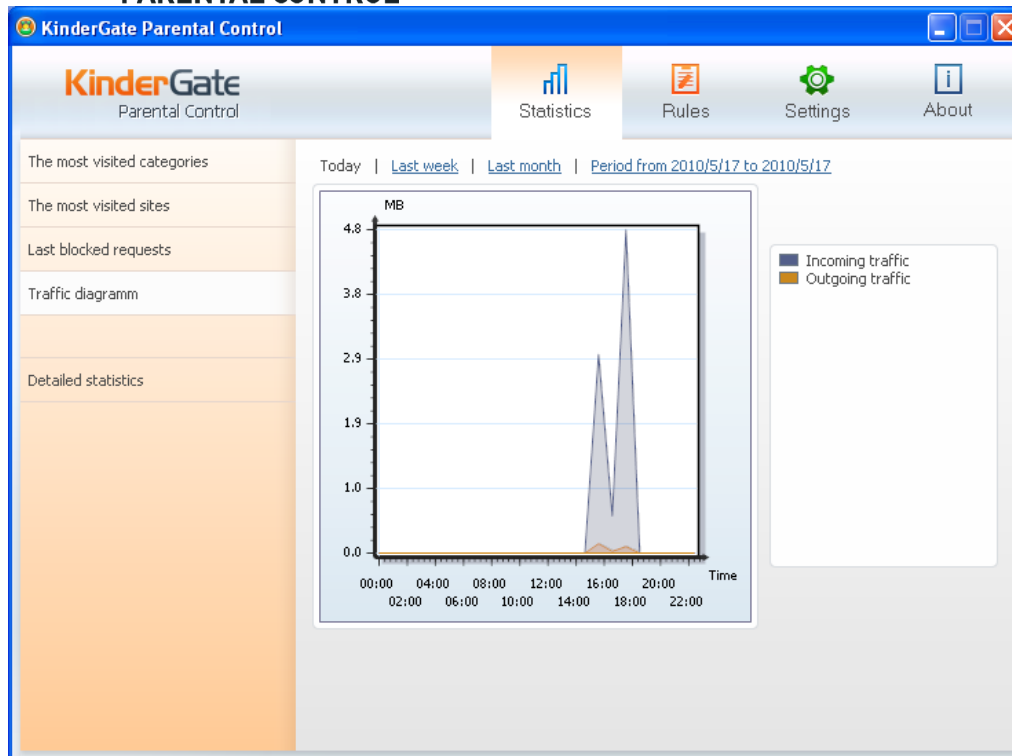 PARENTAL CONTROL
KinderGate Parental Control
KinderGate
Parental Control
Statistics
Rules
Settings
About
The most visited categories
The most visited sites
Last blocked requests
Traffic diagramm
Detailed statistics
Today | Last week | Last month | Period from 2010/5/17 to 2010/5/17
MB
4.8
3.8
2.9
1.9
1.0
0.0
00:00 04:00 08:00 12:00 16:00 20:00 Time
02:00 06:00 10:00 14:00 18:00 22:00
Incoming traffic
Outgoing traffic